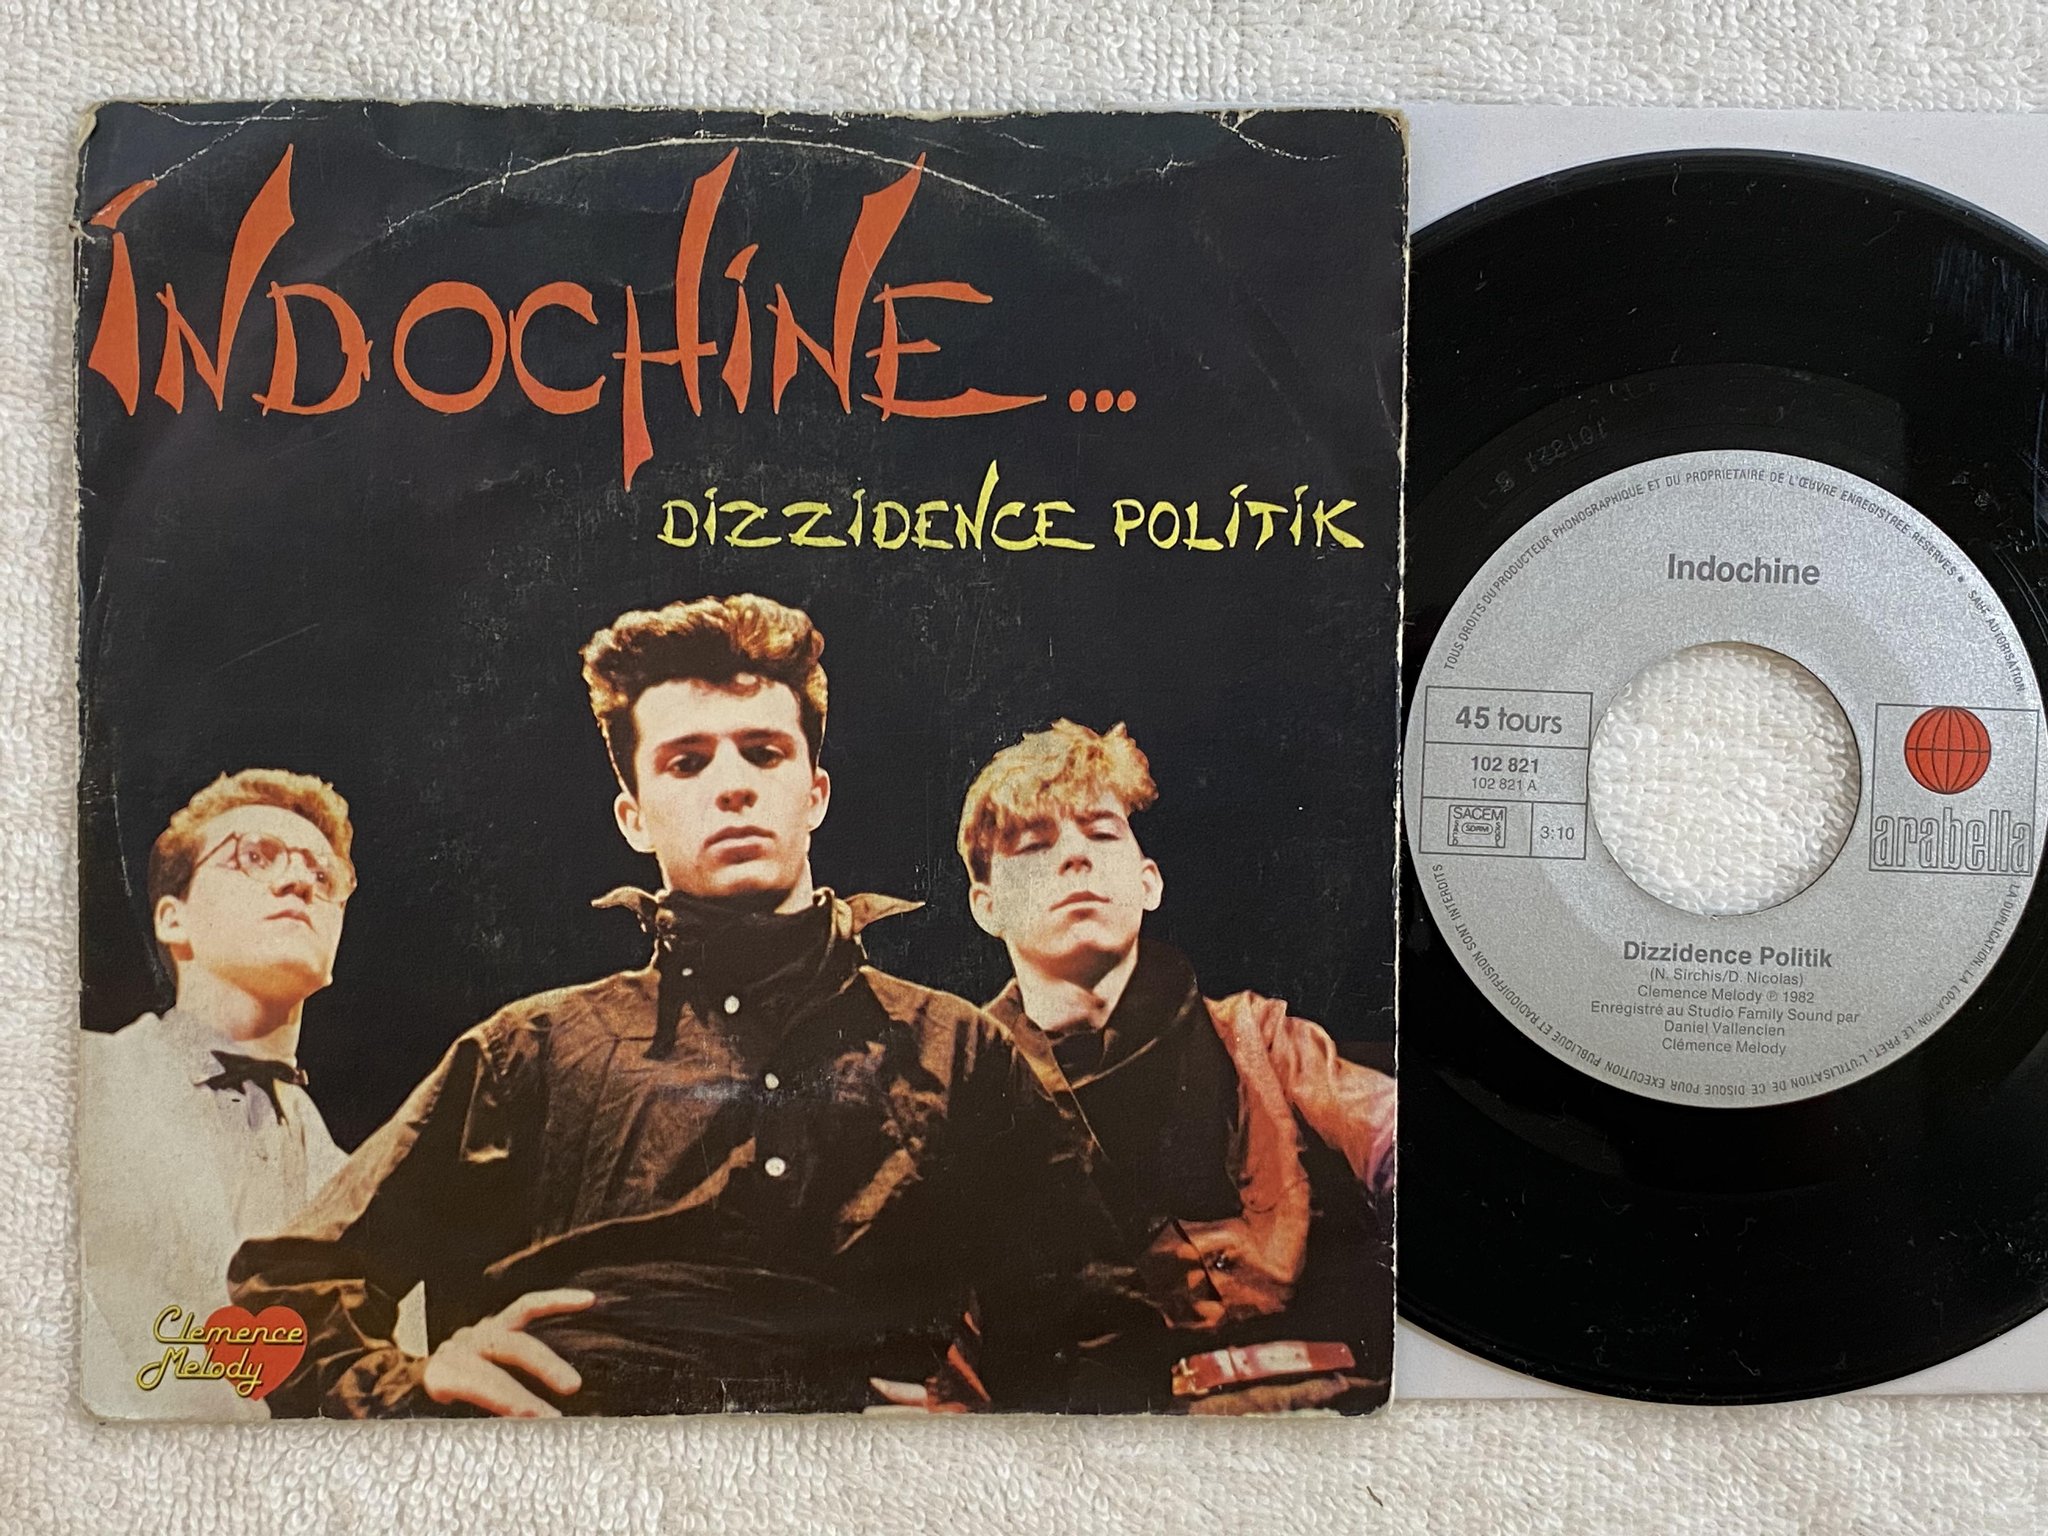 INDOCHINE...
DIZZIDENCE POLITIK
Clemence
Melody
TOUS DROITS DU PRODUCTEUR PHONOGRAPHIQUE ET DU PROPRIETAIRE DE L'ŒUVRE ENREGISTREE RESERVES • SAUF AUTORISATION, LA DUPLICATION, LA LOCATION, LE PRET, L'UTILISATION DE CE DISQUE POUR EXECUTION PUBLIQUE ET RADIODIFFUSION SONT INTERDITS
Indochine
45 tours
102 821
102 821 A
SACEM
SDRM
3:10
arabella
Dizzidence Politik
(N. Sirchis/D. Nicolas)
Clemence Melody ℗ 1982
Enregistré au Studio Family Sound par
Daniel Vallencien
Clémence Melody